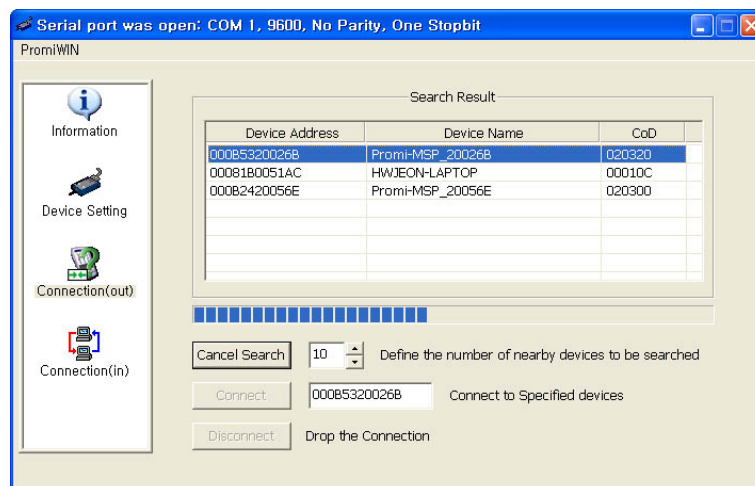 Serial port was open: COM 1, 9600, No Parity, One Stopbit
PromiWIN
Information
Device Setting
Connection(out)
Connection(in)
Search Result
Device Address Device Name CoD
000B5320026B Promi-MSP_20026B 020320
00081B0051AC HWJEON-LAPTOP 00010C
000B2420056E Promi-MSP_20056E 020300
Cancel Search 10 Define the number of nearby devices to be searched
Connect 000B5320026B Connect to Specified devices
Disconnect Drop the Connection